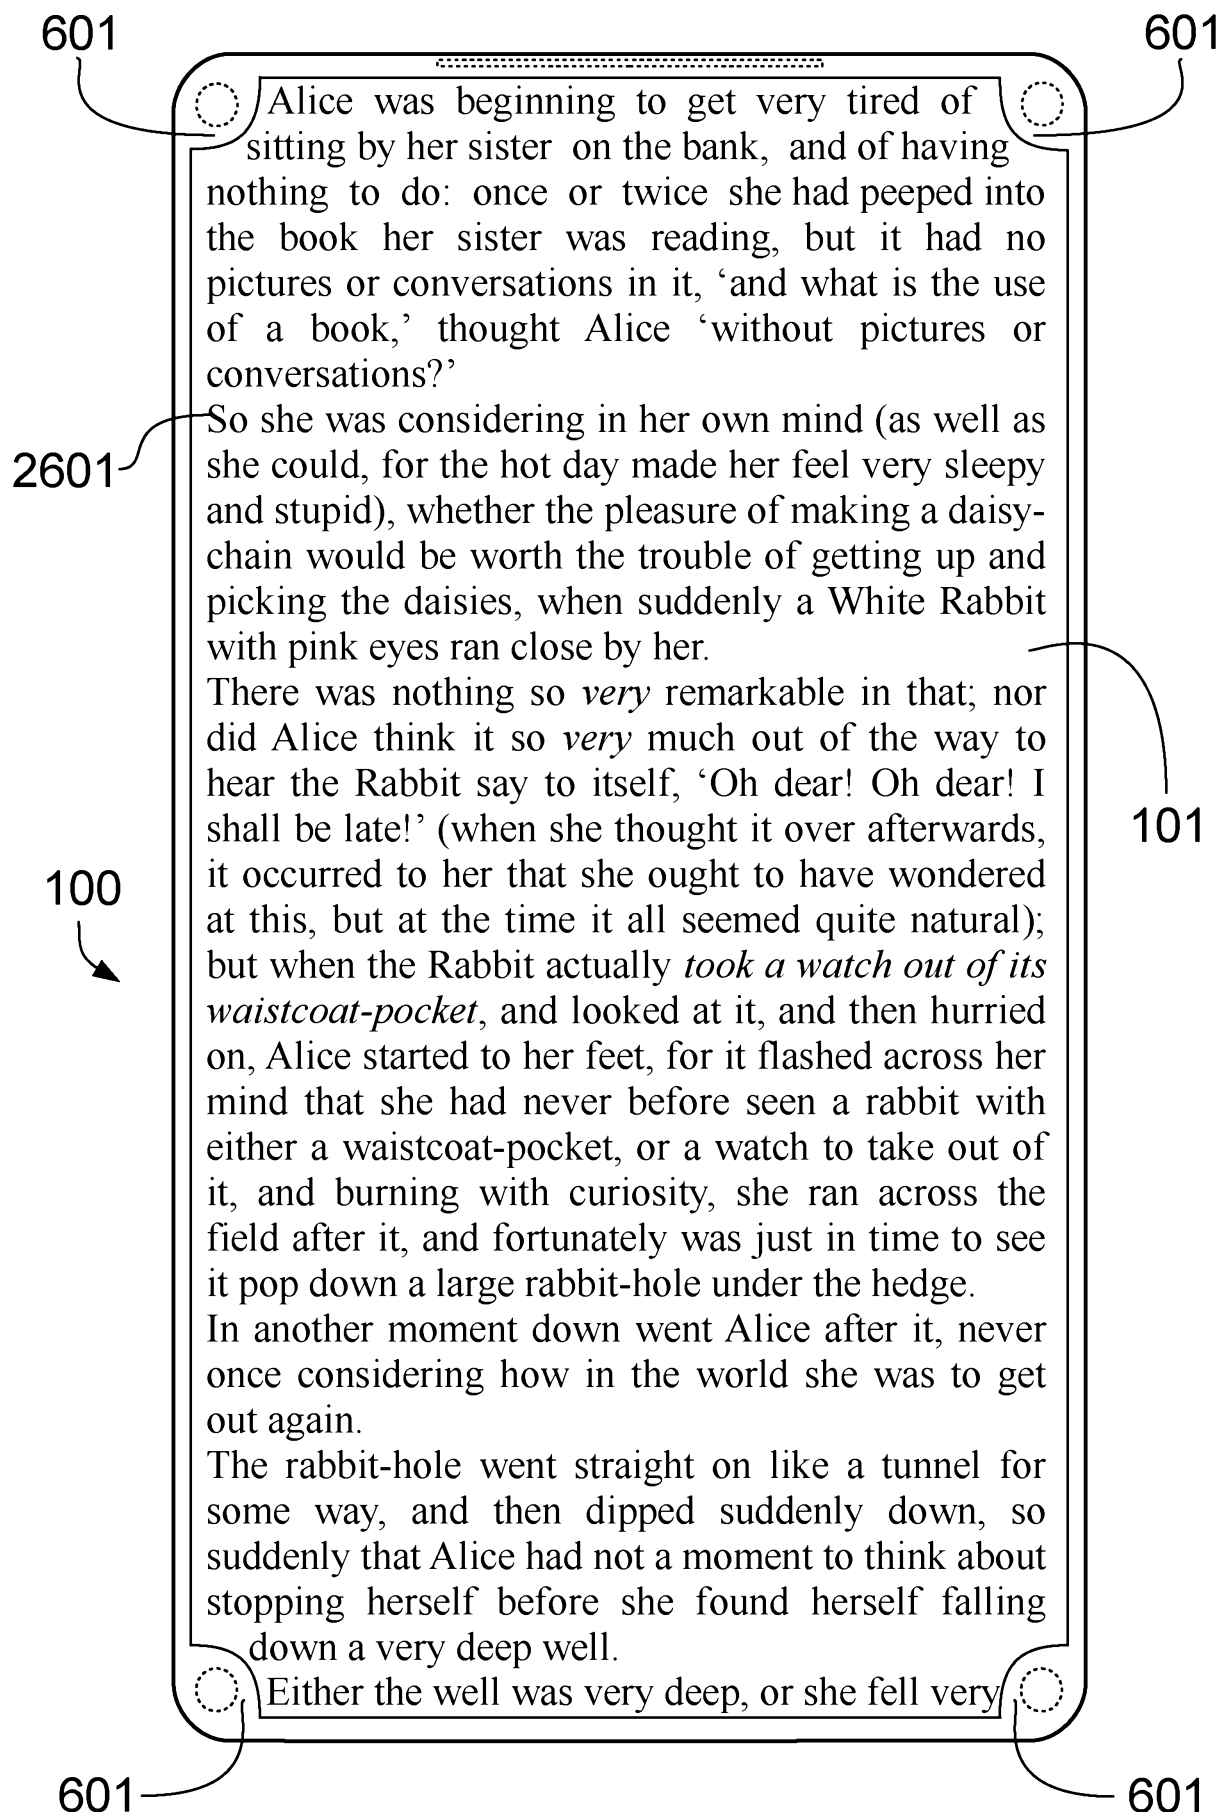 601
601
Alice was beginning to get very tired of
sitting by her sister on the bank, and of having
nothing to do: once or twice she had peeped into
the book her sister was reading, but it had no
pictures or conversations in it, ‘and what is the use
of a book,’ thought Alice ‘without pictures or
conversations?’
So she was considering in her own mind (as well as
2601
she could, for the hot day made her feel very sleepy
and stupid), whether the pleasure of making a daisy-
chain would be worth the trouble of getting up and
picking the daisies, when suddenly a White Rabbit
with pink eyes ran close by her.
There was nothing so very remarkable in that; nor
did Alice think it so very much out of the way to
hear the Rabbit say to itself, ‘Oh dear! Oh dear! I
shall be late!’ (when she thought it over afterwards,
101
it occurred to her that she ought to have wondered
100
at this, but at the time it all seemed quite natural);
but when the Rabbit actually took a watch out of its
waistcoat-pocket, and looked at it, and then hurried
on, Alice started to her feet, for it flashed across her
mind that she had never before seen a rabbit with
either a waistcoat-pocket, or a watch to take out of
it, and burning with curiosity, she ran across the
field after it, and fortunately was just in time to see
it pop down a large rabbit-hole under the hedge.
In another moment down went Alice after it, never
once considering how in the world she was to get
out again.
The rabbit-hole went straight on like a tunnel for
some way, and then dipped suddenly down, so
suddenly that Alice had not a moment to think about
stopping herself before she found herself falling
down a very deep well.
Either the well was very deep, or she fell very
601
601